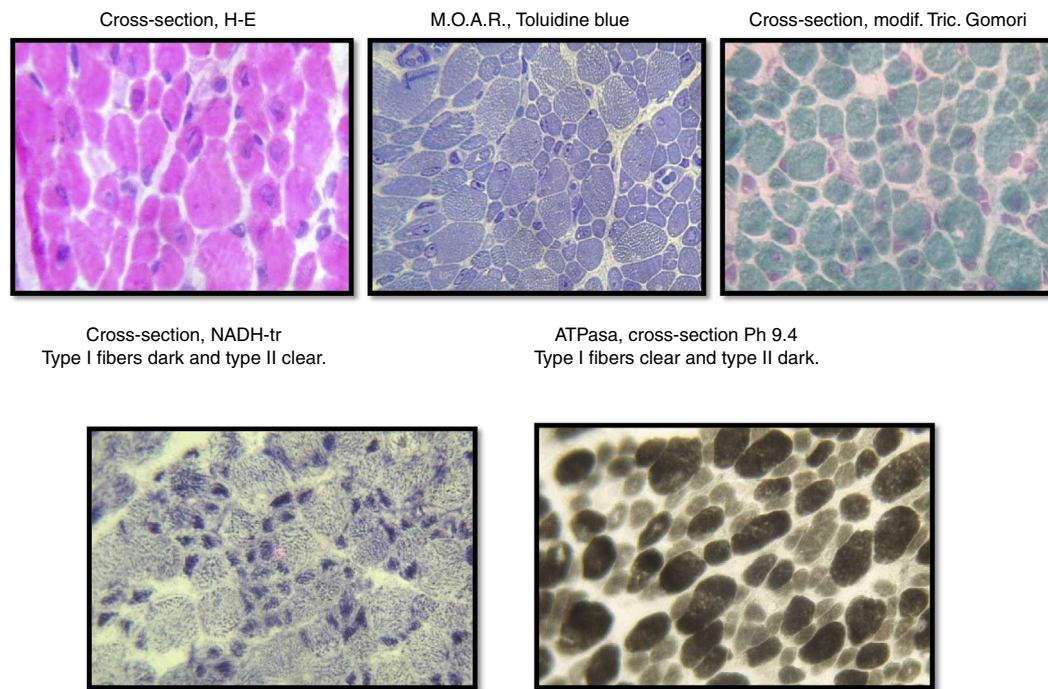 Cross-section, H-E
M.O.A.R., Toluidine blue
Cross-section, modif. Tric. Gomori
Cross-section, NADH-tr
Type I fibers dark and type II clear.
ATPasa, cross-section Ph 9.4
Type I fibers clear and type II dark.